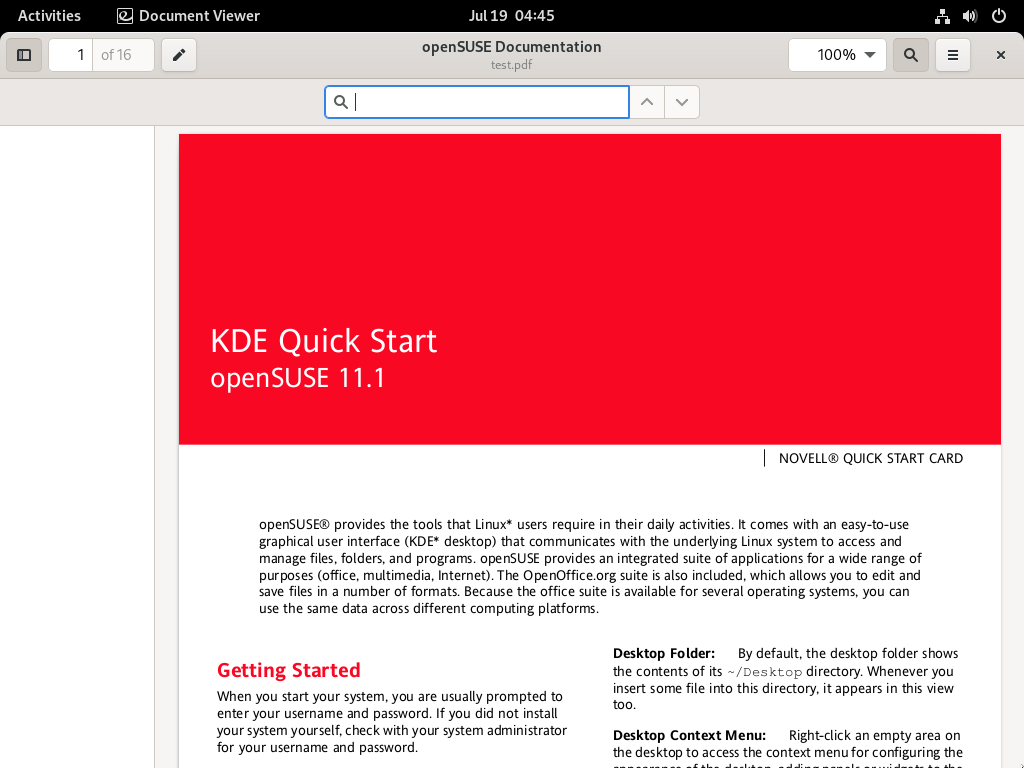 Activities
Document Viewer
Jul 19 04:45
1
of 16
openSUSE Documentation
test.pdf
100%
KDE Quick Start
openSUSE 11.1
NOVELL® QUICK START CARD
openSUSE® provides the tools that Linux* users require in their daily activities. It comes with an easy-to-use
graphical user interface (KDE* desktop) that communicates with the underlying Linux system to access and
manage files, folders, and programs. openSUSE provides an integrated suite of applications for a wide range of
purposes (office, multimedia, Internet). The OpenOffice.org suite is also included, which allows you to edit and
save files in a number of formats. Because the office suite is available for several operating systems, you can
use the same data across different computing platforms.
Getting Started
When you start your system, you are usually prompted to
enter your username and password. If you did not install
your system yourself, check with your system administrator
for your username and password.
Desktop Folder: By default, the desktop folder shows
the contents of its ~/Desktop directory. Whenever you
insert some file into this directory, it appears in this view
too.
Desktop Context Menu: Right-click an empty area on
the desktop to access the context menu for configuring the
appearance of the desktop, adding panels or widgets to the